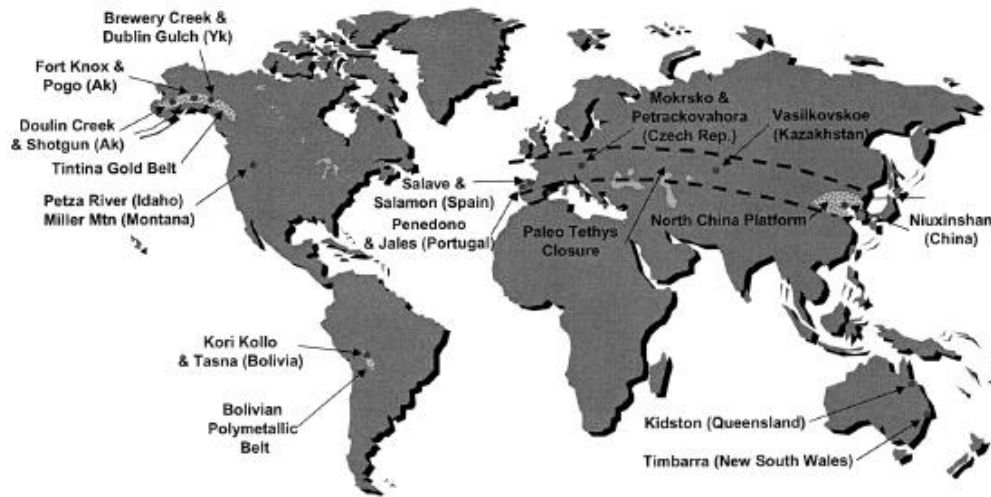 Brewery Creek &
Dublin Gulch (Yk)
Fort Knox &
Pogo (Ak)
Doulin Creek
& Shotgun (Ak)
Tintina Gold Belt
Petza River (Idaho)
Miller Mtn (Montana)
Mokrsko &
Petrackovahora
(Czech Rep.)
Vasilkovskoe
(Kazakhstan)
Salave &
Salamon (Spain)
Penedono
& Jales (Portugal)
Paleo Tethys
Closure
North China Platform
Niuxinshan
(China)
Kori Kollo
& Tasna (Bolivia)
Bolivian
Polymetallic
Belt
Kidston (Queensland)
Timbarra (New South Wales)